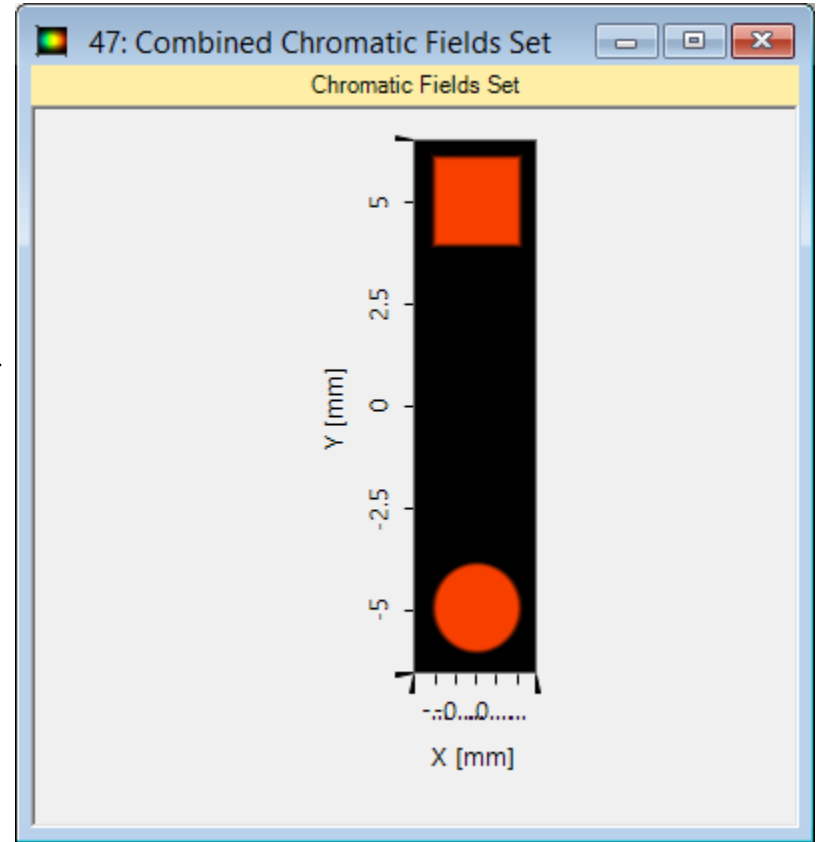 47: Combined Chromatic Fields Set
Chromatic Fields Set
5
2.5
0
-2.5
-5
Y [mm]
X [mm]